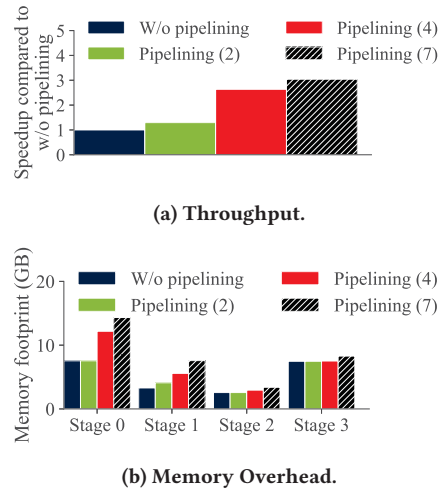 Speedup compared to
w/o pipelining
5
4
3
2
1
0
W/o pipelining
Pipelining (2)
Pipelining (4)
Pipelining (7)
(a) Throughput.
Memory footprint (GB)
20
10
0
W/o pipelining
Pipelining (2)
Pipelining (4)
Pipelining (7)
Stage 0 Stage 1 Stage 2 Stage 3
(b) Memory Overhead.